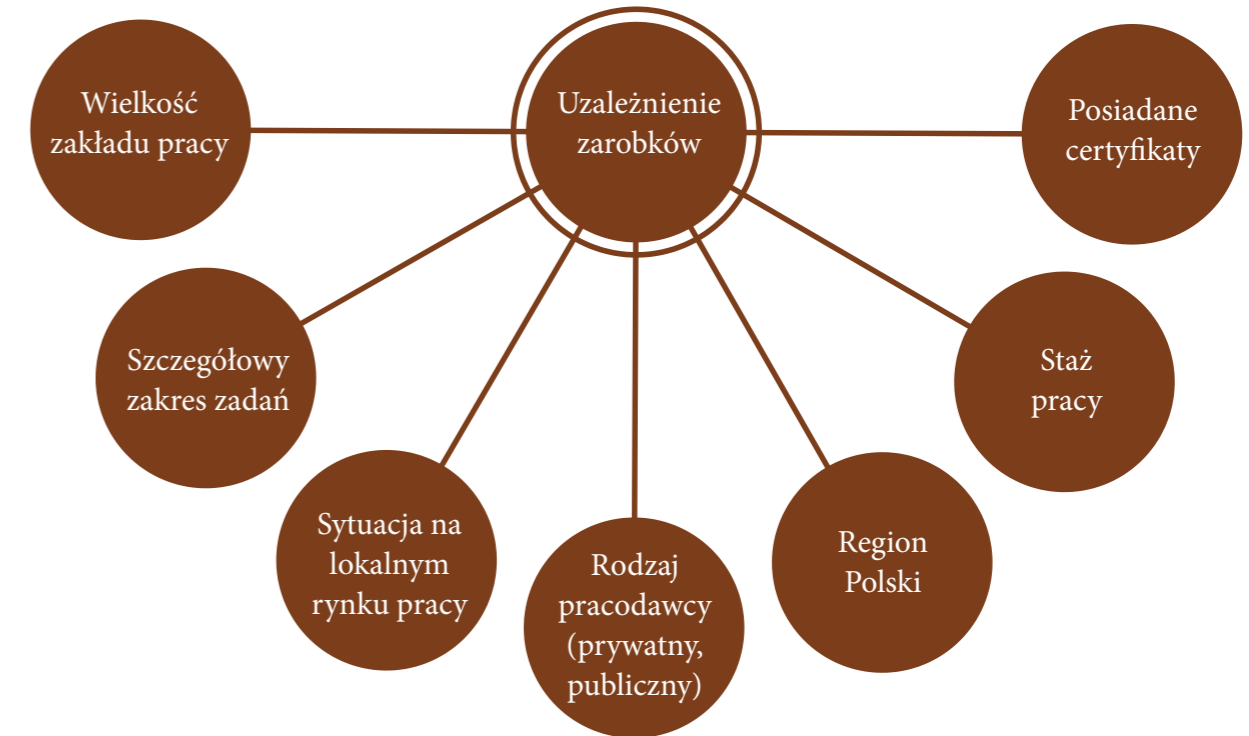 Wielkość
zakładu pracy
Uzależnienie
zarobków
Posiadane
certyfikaty
Szczegółowy
zakres zadań
Staż
pracy
Sytuacja na
lokalnym
rynku pracy
Rodzaj
pracodawcy
(prywatny,
publiczny)
Region
Polski